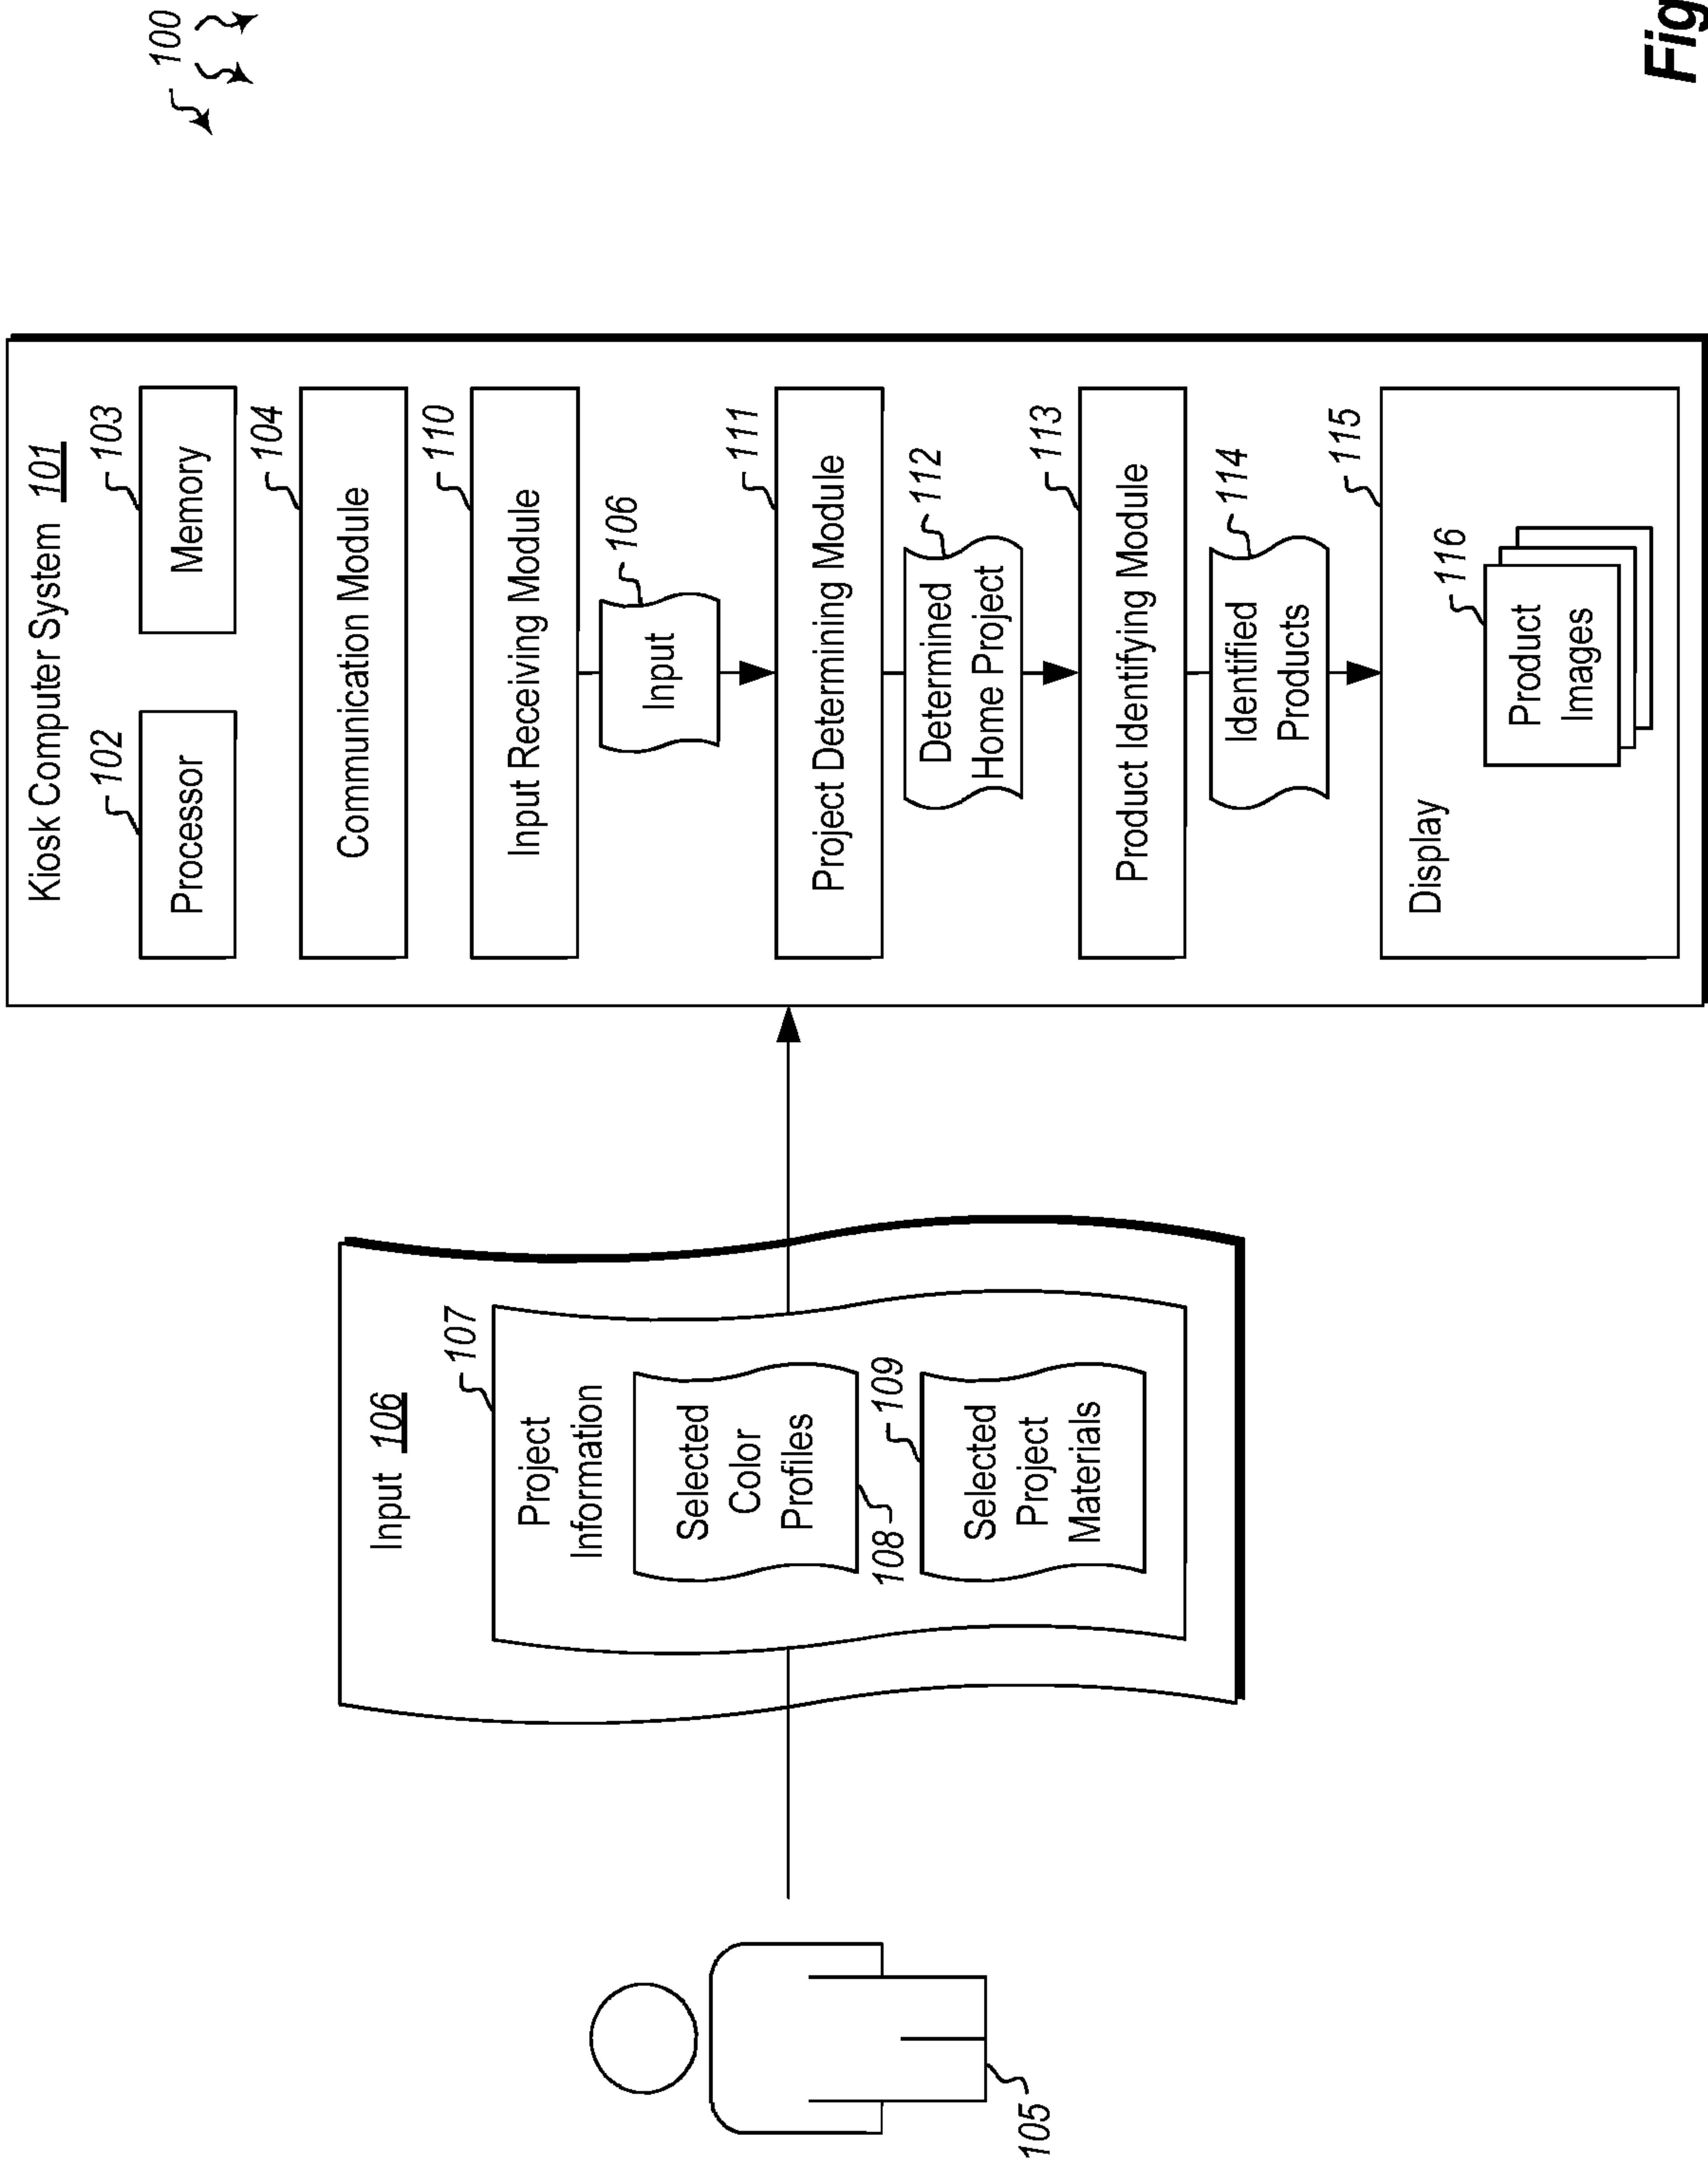 100
Kiosk Computer System 101
102
103
Processor
Memory
104
Communication Module
110
Input Receiving Module
106
Input
111
Project Determining Module
112
Determined
Home Project
113
Product Identifying Module
114
Identified
Products
115
Display
116
Product
Images
Input 106
107
Project
Information
Selected
Color
Profiles
108
109
Selected
Project
Materials
105
Fig